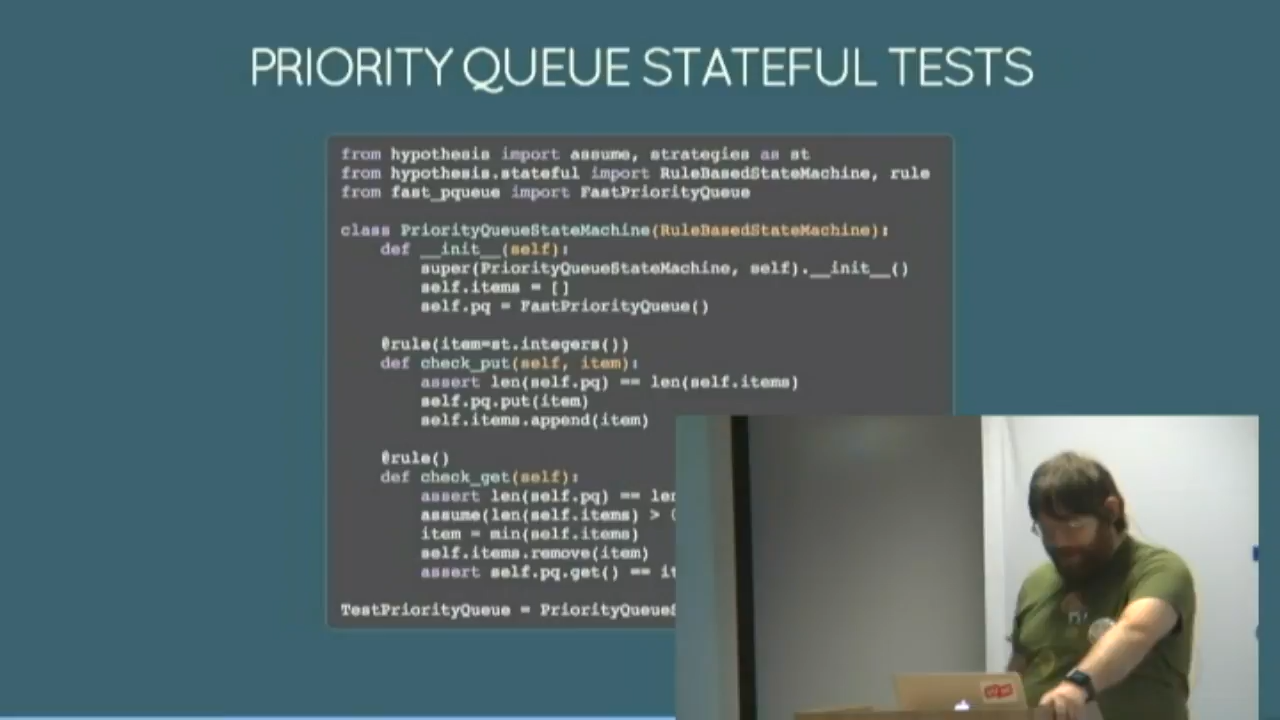 PRIORITY QUEUE STATEFUL TESTS
from hypothesis import assume, strategies as st
from hypothesis.stateful import RuleBasedStateMachine, rule
from fast_pqueue import FastPriorityQueue
class PriorityQueueStateMachine(RuleBasedStateMachine):
def __init__(self):
super(PriorityQueueStateMachine, self).__init__()
self.items = []
self.pq = FastPriorityQueue()
@rule(item=st.integers())
def check_put(self, item):
assert len(self.pq) == len(self.items)
self.pq.put(item)
self.items.append(item)
@rule()
def check_get(self):
assert len(self.pq) == len
assume(len(self.items) >
item = min(self.items)
self.items.remove(item)
assert self.pq.get() == it
TestPriorityQueue = PriorityQueueS